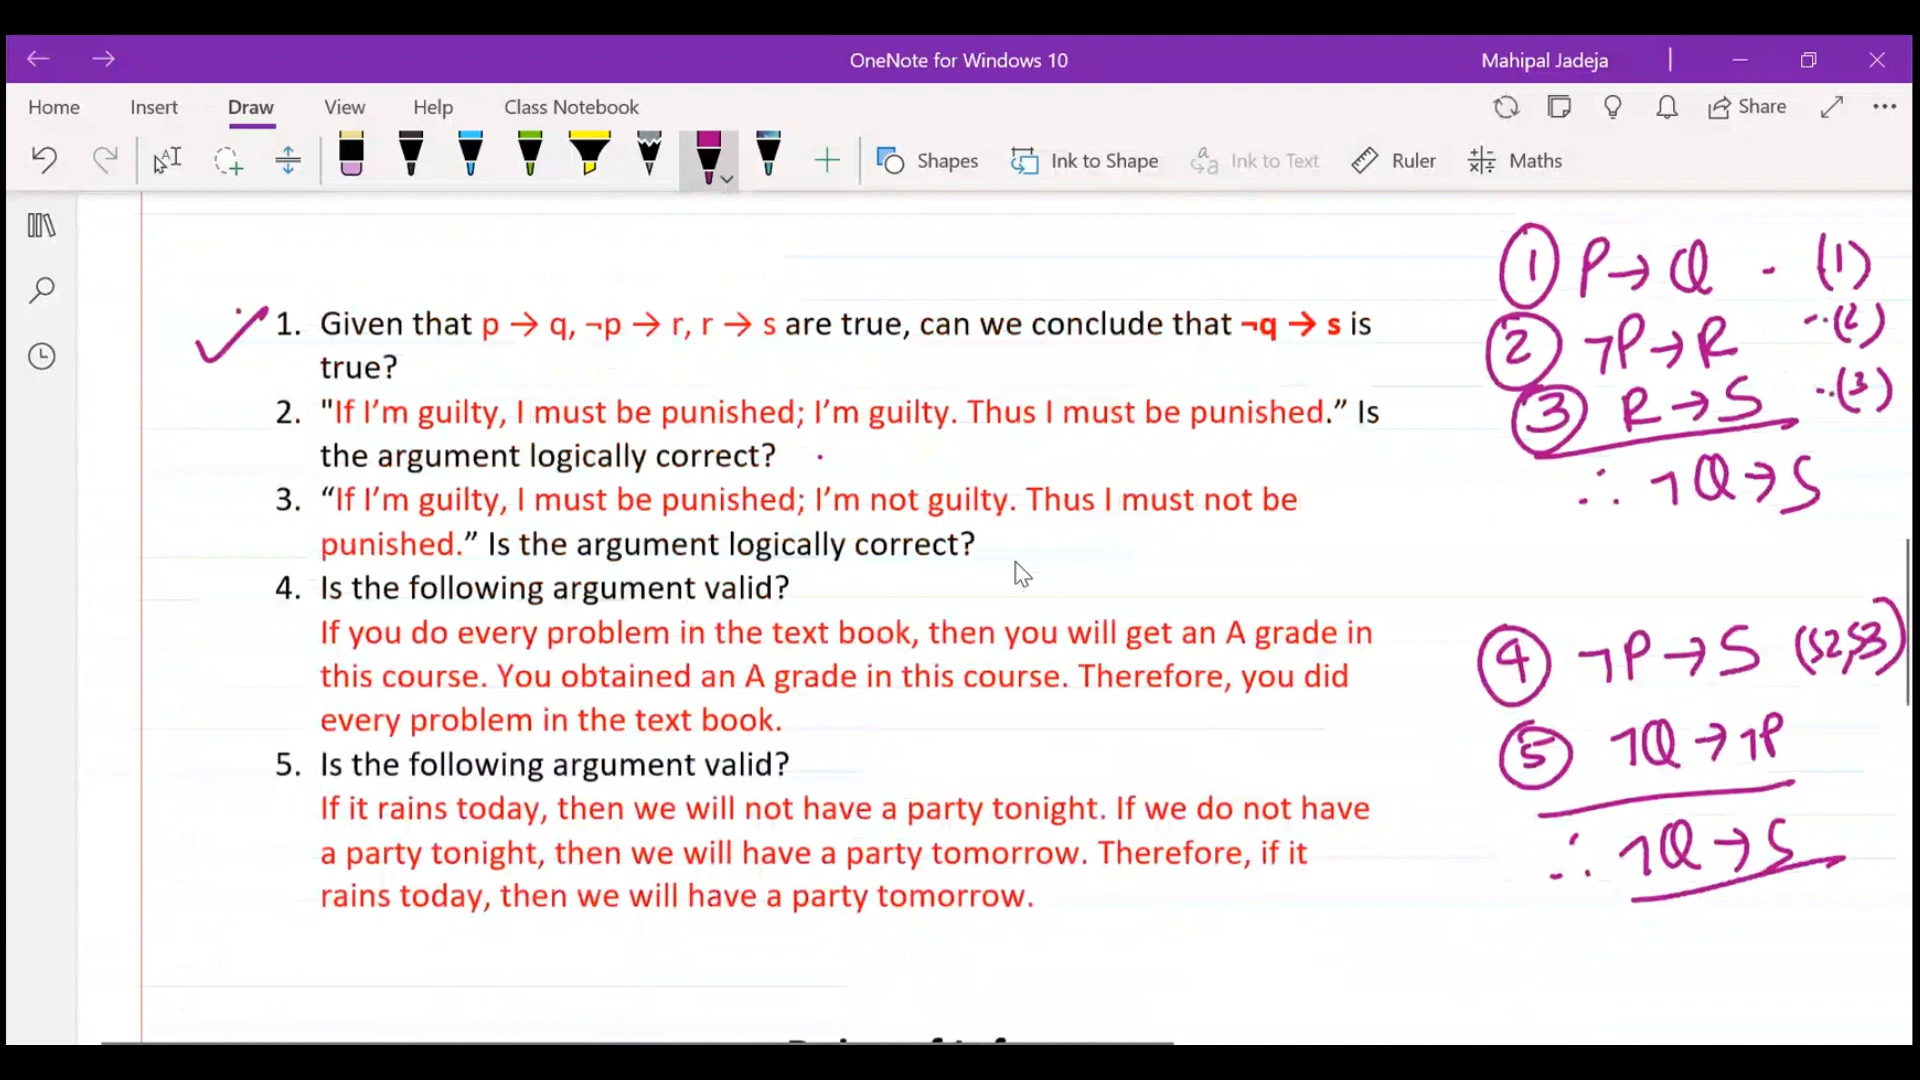 OneNote for Windows 10
Mahipal Jadeja
Home Insert Draw View Help Class Notebook
Share
Shapes Ink to Shape Ink to Text Ruler Maths
1. Given that p → q, ¬p → r, r → s are true, can we conclude that ¬q → s is
true?
2. "If I’m guilty, I must be punished; I’m guilty. Thus I must be punished.” Is
the argument logically correct?
3. “If I’m guilty, I must be punished; I’m not guilty. Thus I must not be
punished.” Is the argument logically correct?
4. Is the following argument valid?
If you do every problem in the text book, then you will get an A grade in
this course. You obtained an A grade in this course. Therefore, you did
every problem in the text book.
5. Is the following argument valid?
If it rains today, then we will not have a party tonight. If we do not have
a party tonight, then we will have a party tomorrow. Therefore, if it
rains today, then we will have a party tomorrow.
① P → Q - (1)
② ¬P → R --(2)
③ R → S --(3)
∴ ¬Q → S
④ ¬P → S (S2,S3)
⑤ ¬Q → ¬P
∴ ¬Q → S